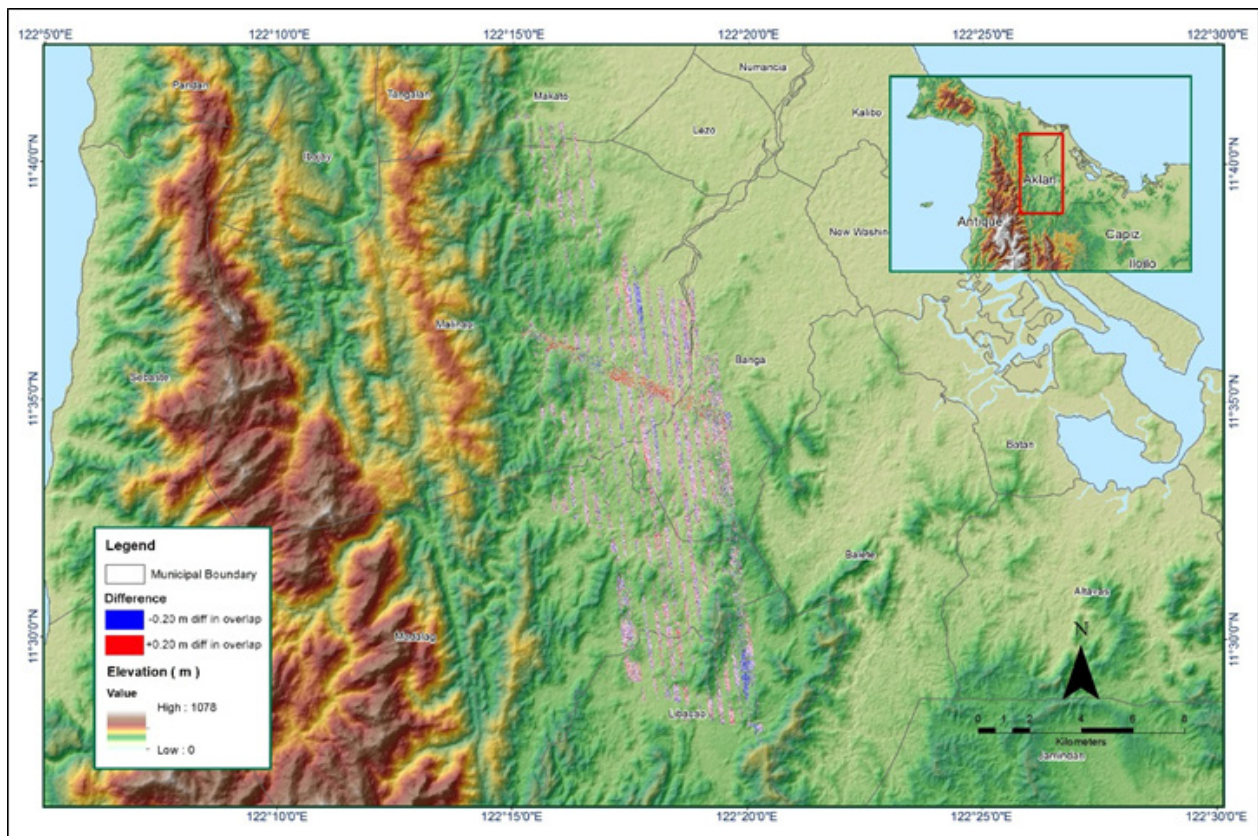 122°5'0"E 122°10'0"E 122°15'0"E 122°20'0"E 122°25'0"E 122°30'0"E
Numancia
Pandan
Tangalan
Makato
Kalibo
Lezo
Ibajay
11°40'0"N
11°40'0"N
Aklan
New Washin
Antique
Capiz
Iloilo
Malinao
Banga
Sebaste
11°35'0"N
11°35'0"N
Batan
Balete
Altavas
Legend
Municipal Boundary
Difference
-0.20 m diff in overlap
+0.20 m diff in overlap
Elevation ( m )
Value
High : 1078
Low : 0
11°30'0"N
11°30'0"N
Madalag
N
Libacao
0 1 2 4 6 8
Kilometers
Jamindan
122°10'0"E 122°15'0"E 122°20'0"E 122°25'0"E 122°30'0"E